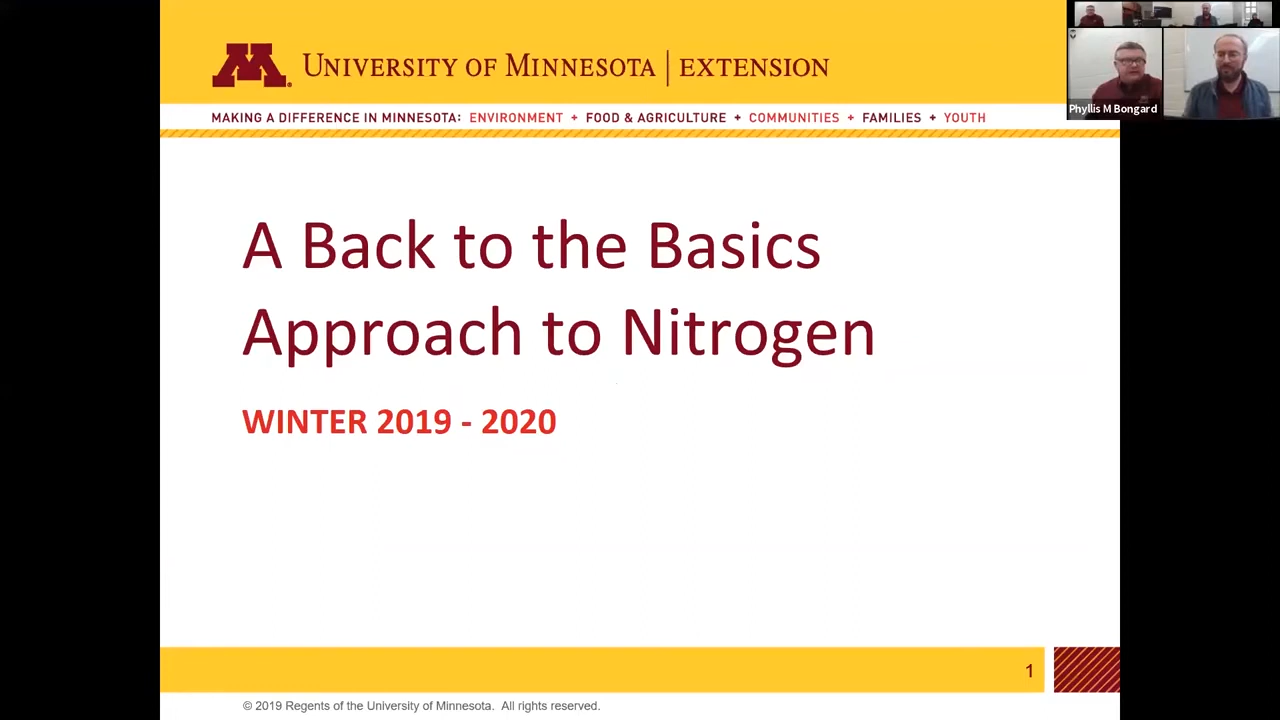 UNIVERSITY OF MINNESOTA | EXTENSION
MAKING A DIFFERENCE IN MINNESOTA: ENVIRONMENT + FOOD & AGRICULTURE + COMMUNITIES + FAMILIES + YOUTH
Phyllis M Bongard
A Back to the Basics
Approach to Nitrogen
WINTER 2019 - 2020
1
© 2019 Regents of the University of Minnesota. All rights reserved.